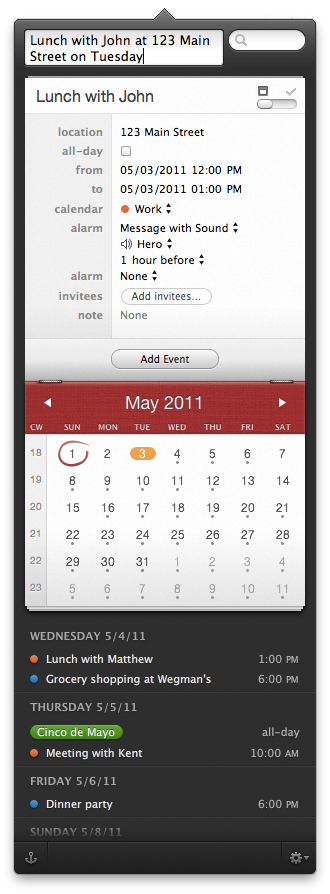 Lunch with John at 123 Main
Street on Tuesday
Lunch with John
location 123 Main Street
all-day
from 05/03/2011 12:00 PM
to 05/03/2011 01:00 PM
calendar Work
alarm Message with Sound
Hero
1 hour before
alarm None
invitees Add invitees...
note None
Add Event
May 2011
CW SUN MON TUE WED THU FRI SAT
18 1 2 3 4 5 6 7
19 8 9 10 11 12 13 14
20 15 16 17 18 19 20 21
21 22 23 24 25 26 27 28
22 29 30 31 1 2 3 4
23 5 6 7 8 9 10 11
WEDNESDAY 5/4/11
Lunch with Matthew 1:00 PM
Grocery shopping at Wegman's 6:00 PM
THURSDAY 5/5/11
Cinco de Mayo all-day
Meeting with Kent 10:00 AM
FRIDAY 5/6/11
Dinner party 6:00 PM
SUNDAY 5/8/11